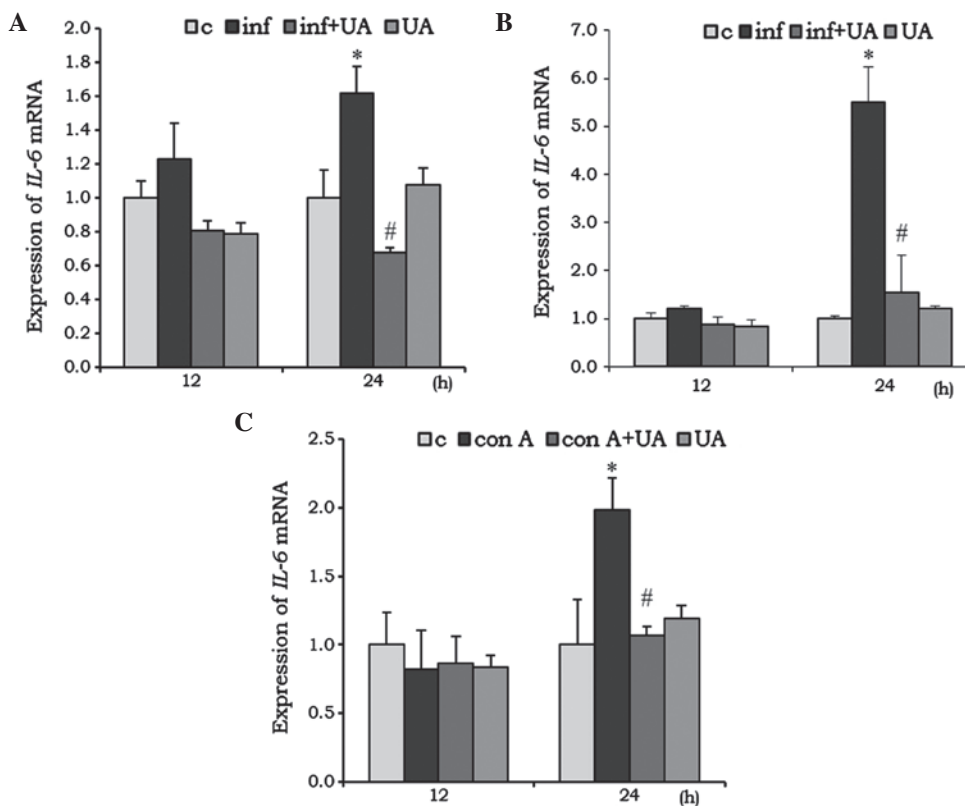 A
c inf inf+UA UA
Expression of IL-6 mRNA
2.0
1.8
1.6
1.4
1.2
1.0
0.8
0.6
0.4
0.2
0.0
*
#
12 24 (h)
B
c inf inf+UA UA
Expression of IL-6 mRNA
7.0
6.0
5.0
4.0
3.0
2.0
1.0
0.0
*
#
12 24 (h)
C
c con A con A+UA UA
Expression of IL-6 mRNA
2.5
2.0
1.5
1.0
0.5
0.0
*
#
12 24 (h)